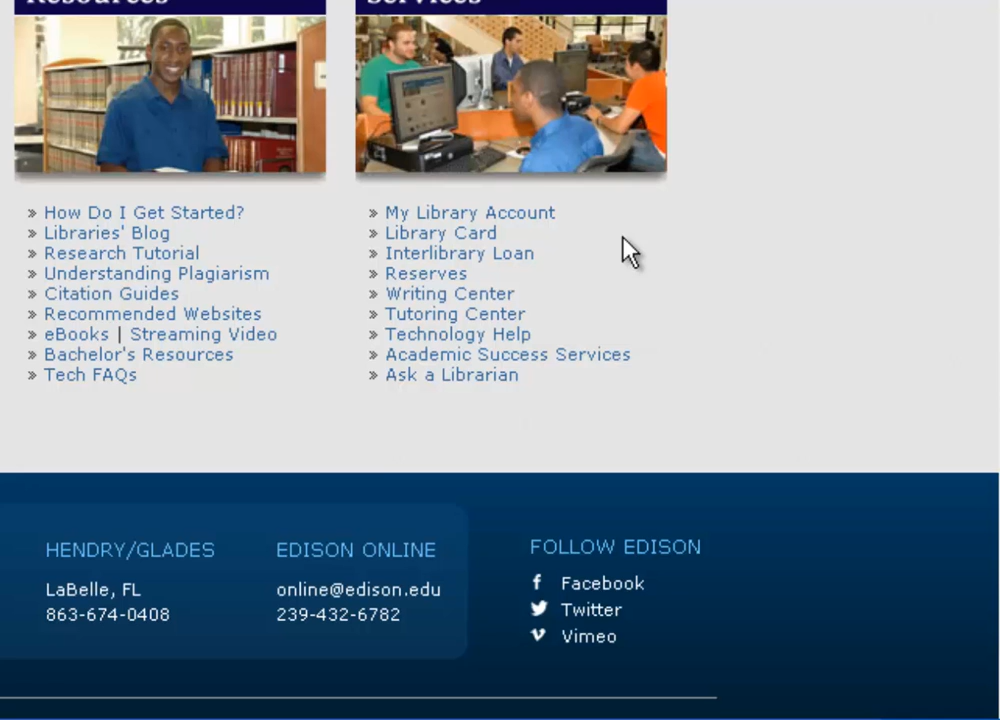 Resources
Services
» How Do I Get Started?
» Libraries' Blog
» Research Tutorial
» Understanding Plagiarism
» Citation Guides
» Recommended Websites
» eBooks | Streaming Video
» Bachelor's Resources
» Tech FAQs
» My Library Account
» Library Card
» Interlibrary Loan
» Reserves
» Writing Center
» Tutoring Center
» Technology Help
» Academic Success Services
» Ask a Librarian
HENDRY/GLADES
LaBelle, FL
863-674-0408
EDISON ONLINE
online@edison.edu
239-432-6782
FOLLOW EDISON
Facebook
Twitter
Vimeo